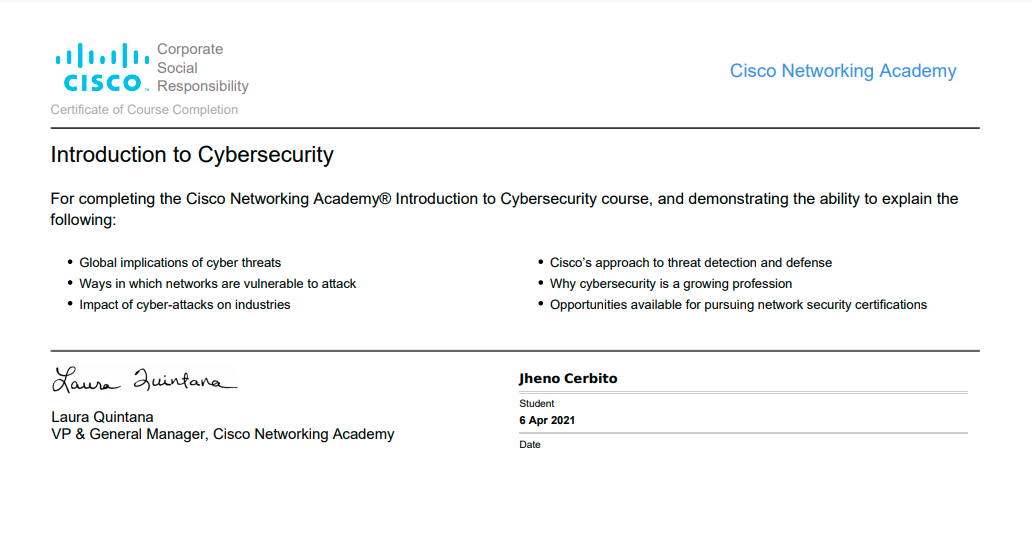 Corporate
Social
Responsibility
CISCO™
Cisco Networking Academy
Certificate of Course Completion
Introduction to Cybersecurity
For completing the Cisco Networking Academy® Introduction to Cybersecurity course, and demonstrating the ability to explain the
following:
• Global implications of cyber threats
• Ways in which networks are vulnerable to attack
• Impact of cyber-attacks on industries
• Cisco’s approach to threat detection and defense
• Why cybersecurity is a growing profession
• Opportunities available for pursuing network security certifications
Laura Quintana
Laura Quintana
VP & General Manager, Cisco Networking Academy
Jheno Cerbito
Student
6 Apr 2021
Date